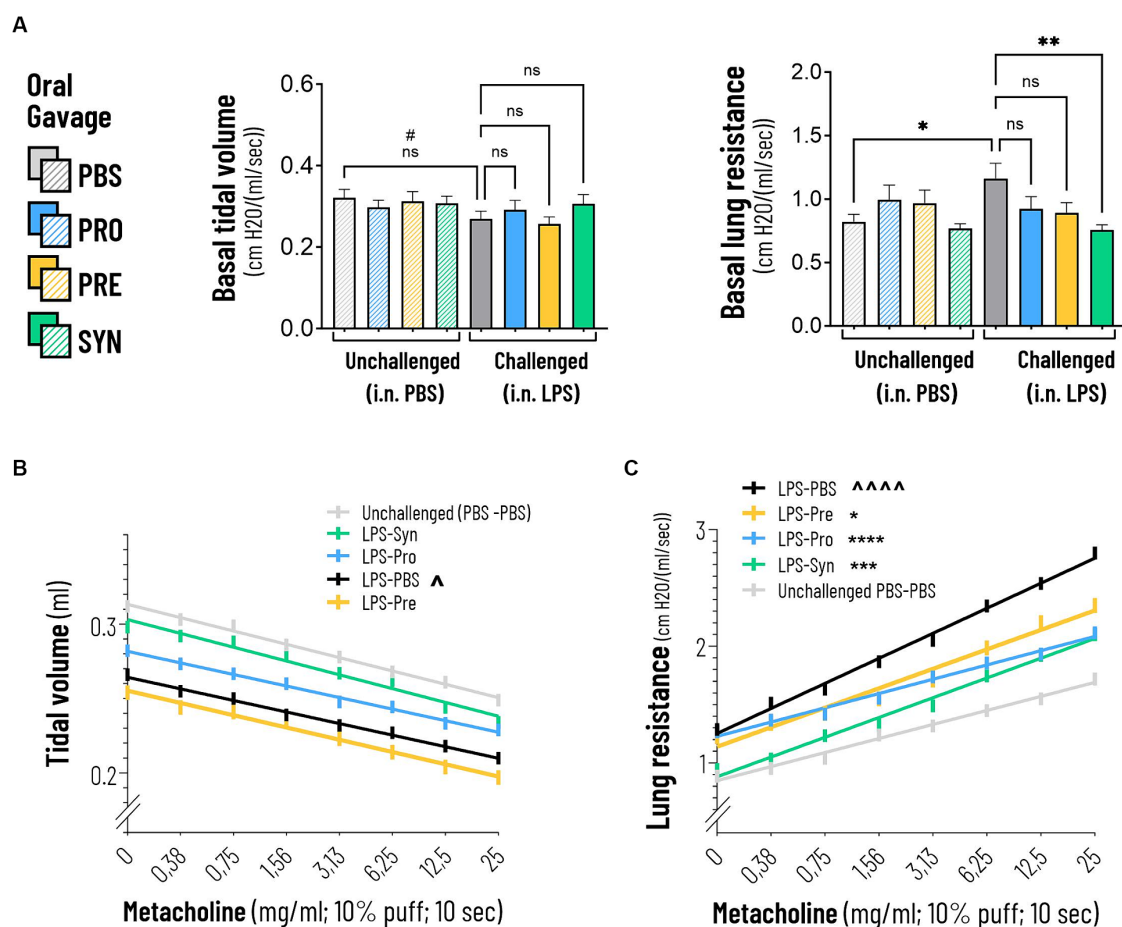 A
Oral
Gavage
PBS
PRO
PRE
SYN
Basal tidal volume
(cm H20/(ml/sec))
0.6
0.4
0.2
0.0
#
ns
ns
ns
ns
Unchallenged
(i.n. PBS)
Challenged
(i.n. LPS)
Basal lung resistance
(cm H20/(ml/sec))
2.0
1.5
1.0
0.5
0.0
*
ns
ns
**
Unchallenged
(i.n. PBS)
Challenged
(i.n. LPS)
B
Unchallenged (PBS -PBS)
LPS-Syn
LPS-Pro
LPS-PBS ^
LPS-Pre
Tidal volume (ml)
0.3
0.2
0 0,38 0,75 1,56 3,13 6,25 12,5 25
Metacholine (mg/ml; 10% puff; 10 sec)
C
LPS-PBS ^^^^
LPS-Pre *
LPS-Pro ****
LPS-Syn ***
Unchallenged PBS-PBS
Lung resistance (cm H20/(ml/sec))
3
2
1
0 0,38 0,75 1,56 3,13 6,25 12,5 25
Metacholine (mg/ml; 10% puff; 10 sec)